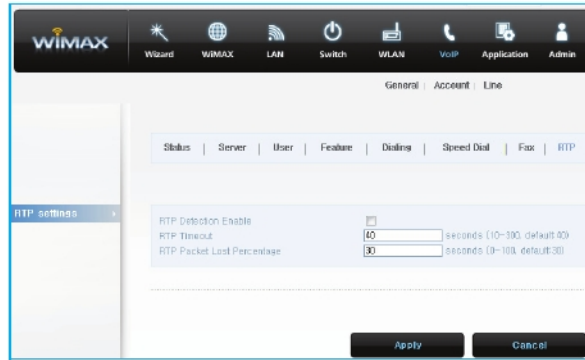 WiMAX
Wizard WiMAX LAN Switch WLAN VoIP Application Admin
General | Account | Line
Status | Server | User | Feature | Dialing | Speed Dial | Fax | RTP
RTP settings
RTP Detection Enable
RTP Timeout 40 seconds (10-300, default 40)
RTP Packet Lost Percentage 30 seconds (0-100, default 30)
Apply Cancel